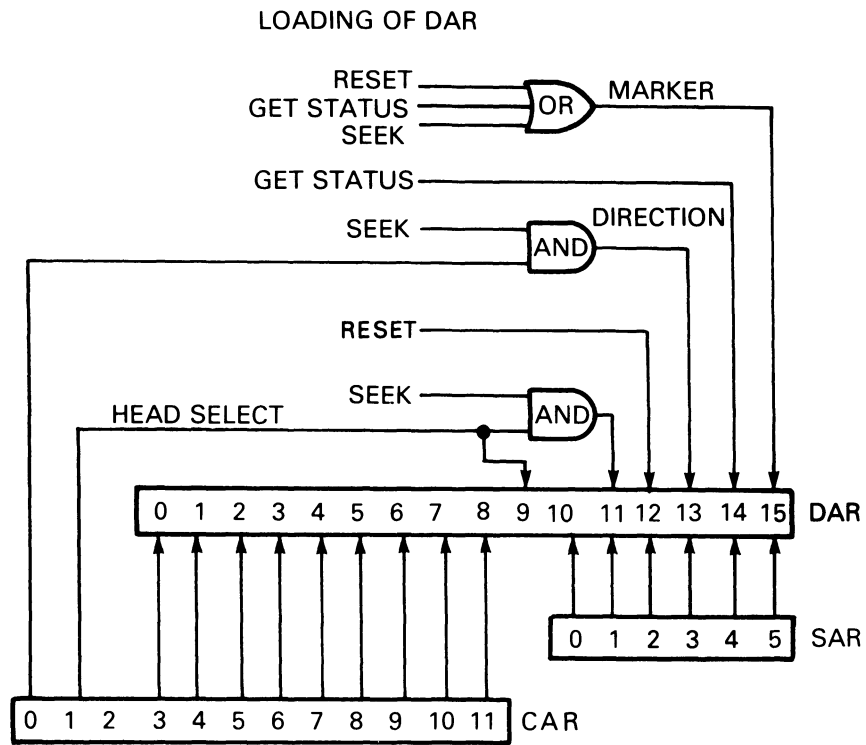 LOADING OF DAR
RESET
GET STATUS
SEEK
OR
MARKER
GET STATUS
SEEK
AND
DIRECTION
RESET
SEEK
AND
HEAD SELECT
0 1 2 3 4 5 6 7 8 9 10 11 12 13 14 15 DAR
0 1 2 3 4 5 SAR
0 1 2 3 4 5 6 7 8 9 10 11 CAR